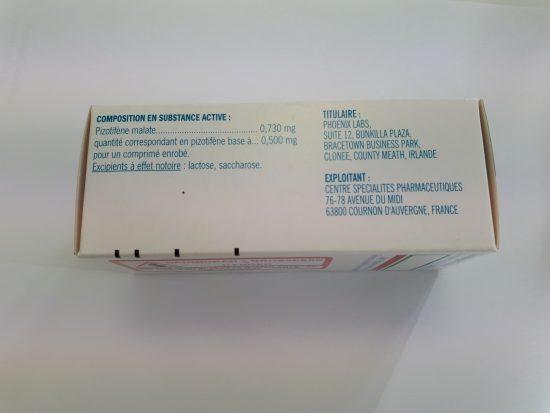 COMPOSITION EN SUBSTANCE ACTIVE :
Pizotifène malate........................................ 0,730 mg
quantité correspondant en pizotifène base à... 0,500 mg
pour un comprimé enrobé.
Excipients à effet notoire : lactose, saccharose.
TITULAIRE :
PHOENIX LABS,
SUITE 12, BUNKILLA PLAZA,
BRACETOWN BUSINESS PARK,
CLONEE, COUNTY MEATH, IRLANDE
EXPLOITANT :
CENTRE SPECIALITES PHARMACEUTIQUES
76-78 AVENUE DU MIDI
63800 COURNON D'AUVERGNE, FRANCE